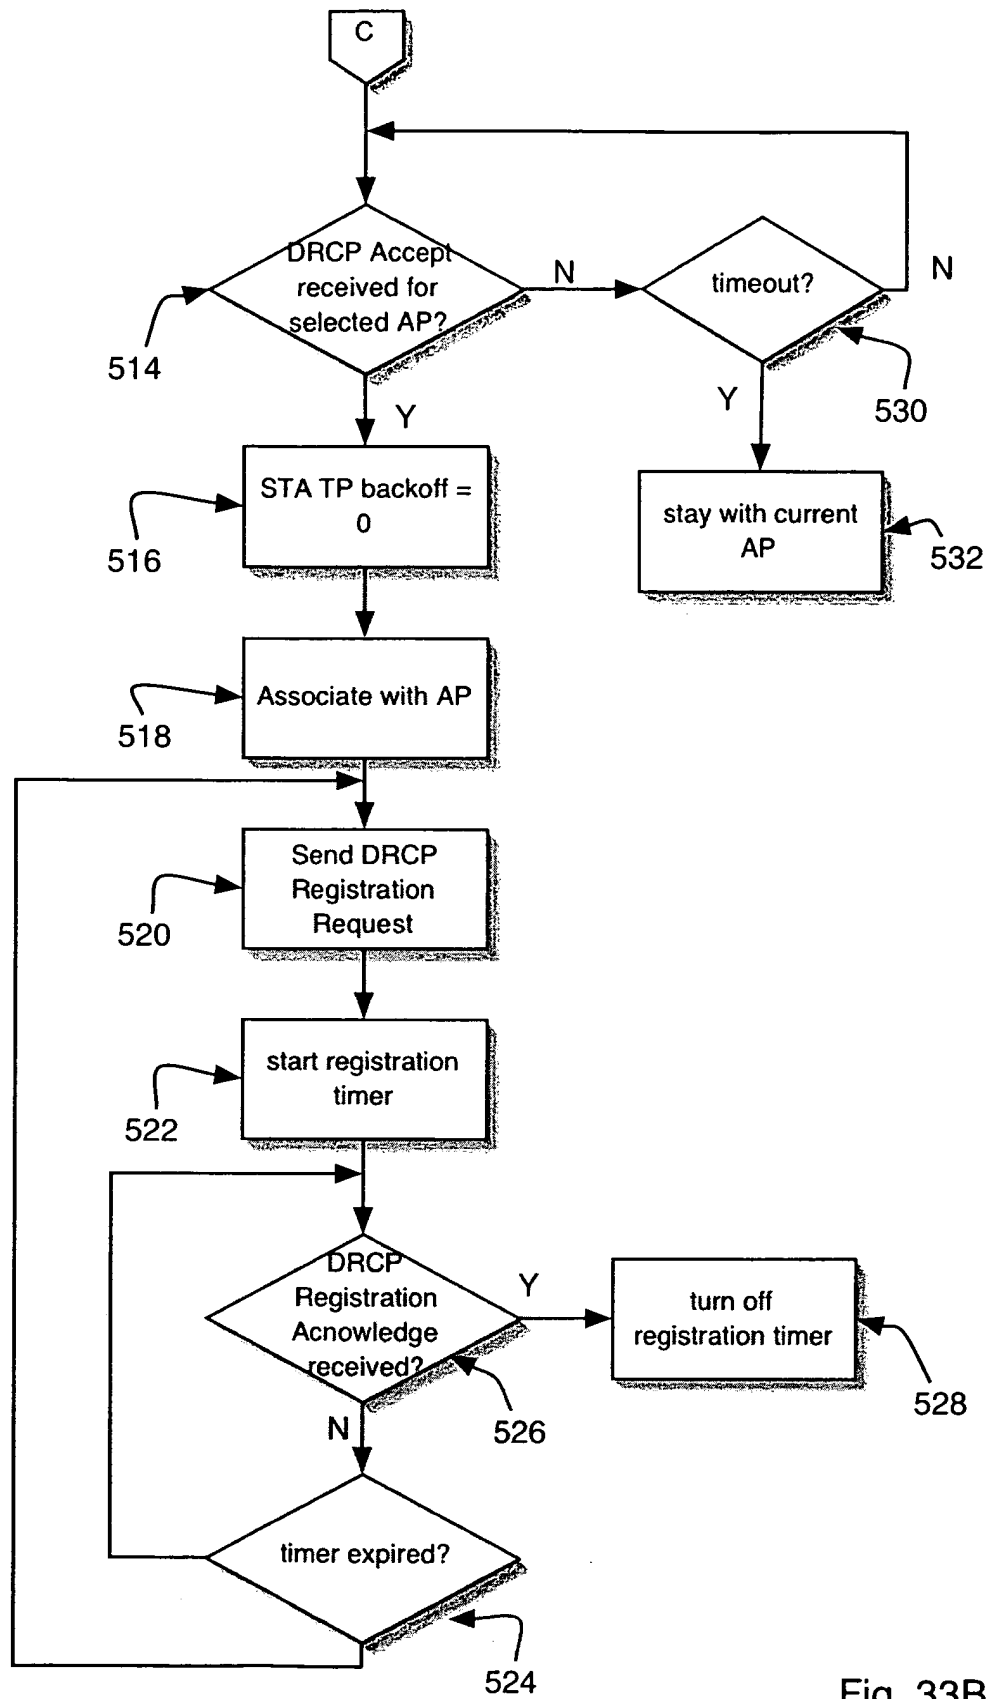 C
DRCP Accept
received for
selected AP?
N
timeout?
N
514
530
Y
Y
STA TP backoff =
0
516
stay with current
AP
532
Associate with AP
518
Send DRCP
Registration
Request
520
start registration
timer
522
DRCP
Registration
Acnowledge
received?
Y
turn off
registration timer
526
528
N
timer expired?
524
Fig. 33B